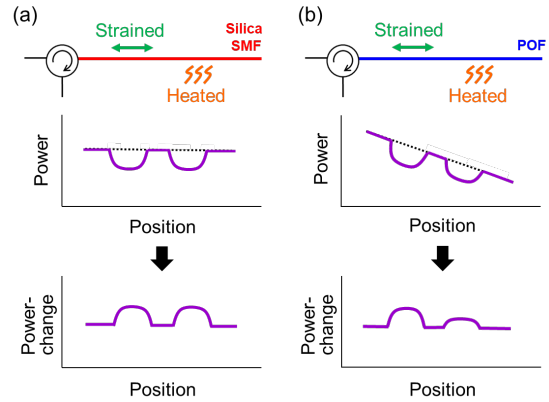 (a)
Strained
Silica
SMF
Heated
Power
Position
Power-
change
Position
(b)
Strained
POF
Heated
Power
Position
Power-
change
Position